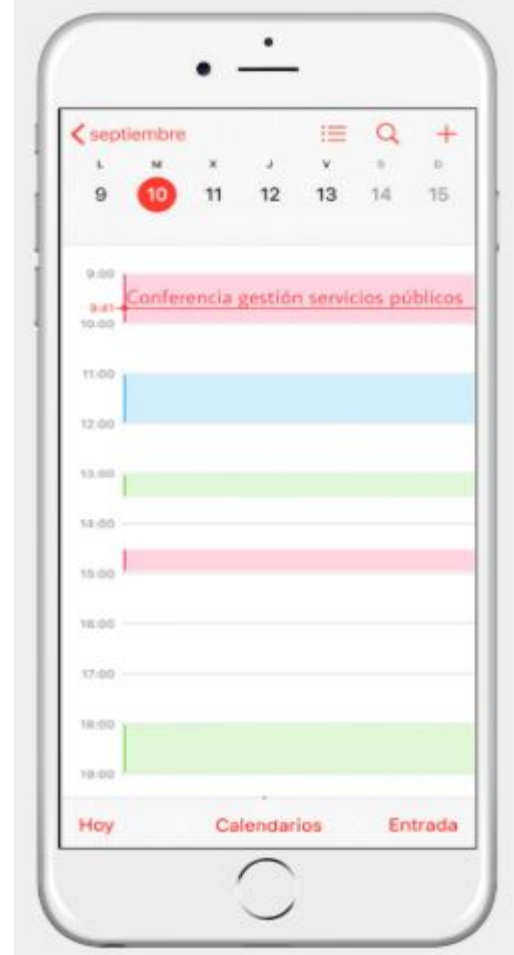 septiembre
L M X J V S D
9 10 11 12 13 14 15
9:00
Conferencia gestión servicios públicos
9:41
10:00
11:00
12:00
13:00
14:00
15:00
16:00
17:00
18:00
19:00
Hoy Calendarios Entrada